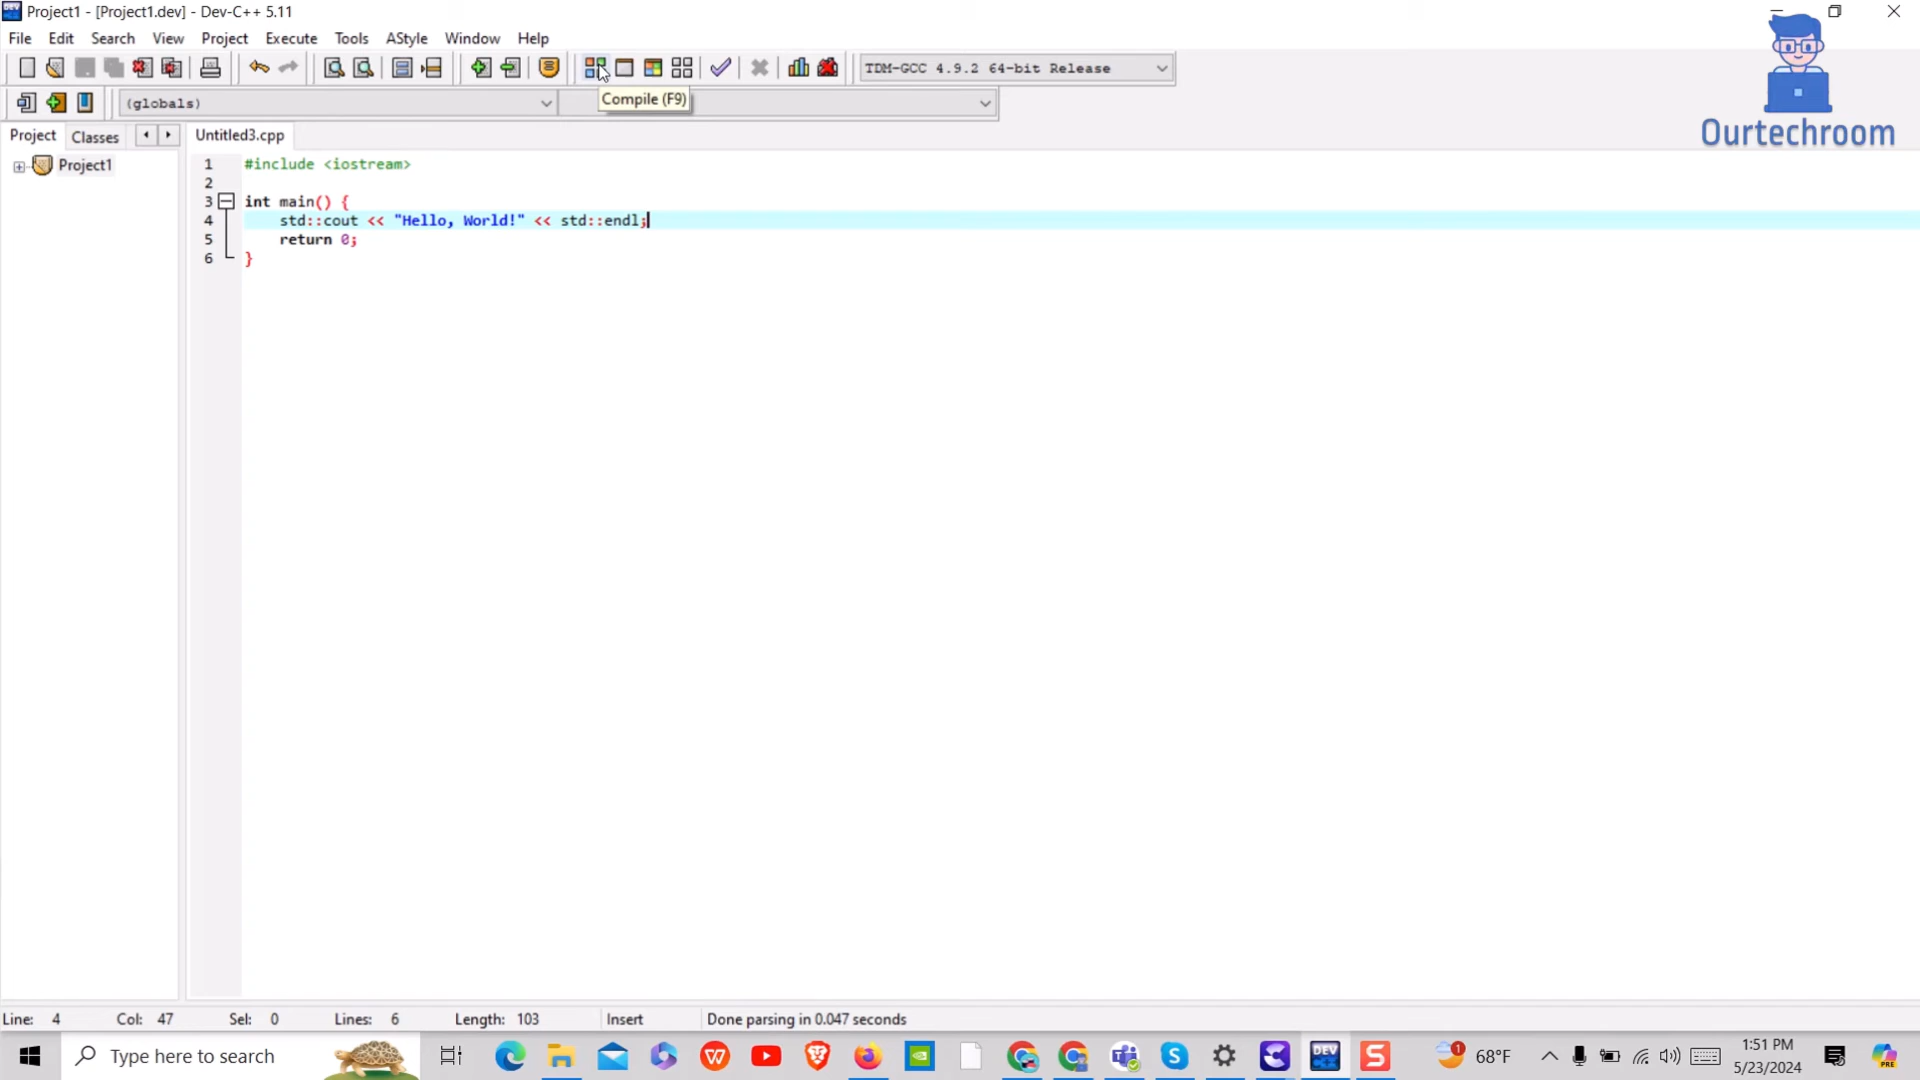 Project1 - [Project1.dev] - Dev-C++ 5.11
File Edit Search View Project Execute Tools AStyle Window Help
TDM-GCC 4.9.2 64-bit Release
(globals)
Compile (F9)
Ourtechroom
Project Classes
Untitled3.cpp
Project1
1 #include <iostream>
2
3 int main() {
4 std::cout << "Hello, World!" << std::endl;
5 return 0;
6 }
Line: 4 Col: 47 Sel: 0 Lines: 6 Length: 103 Insert Done parsing in 0.047 seconds
Type here to search
DEV
68°F
1:51 PM
5/23/2024